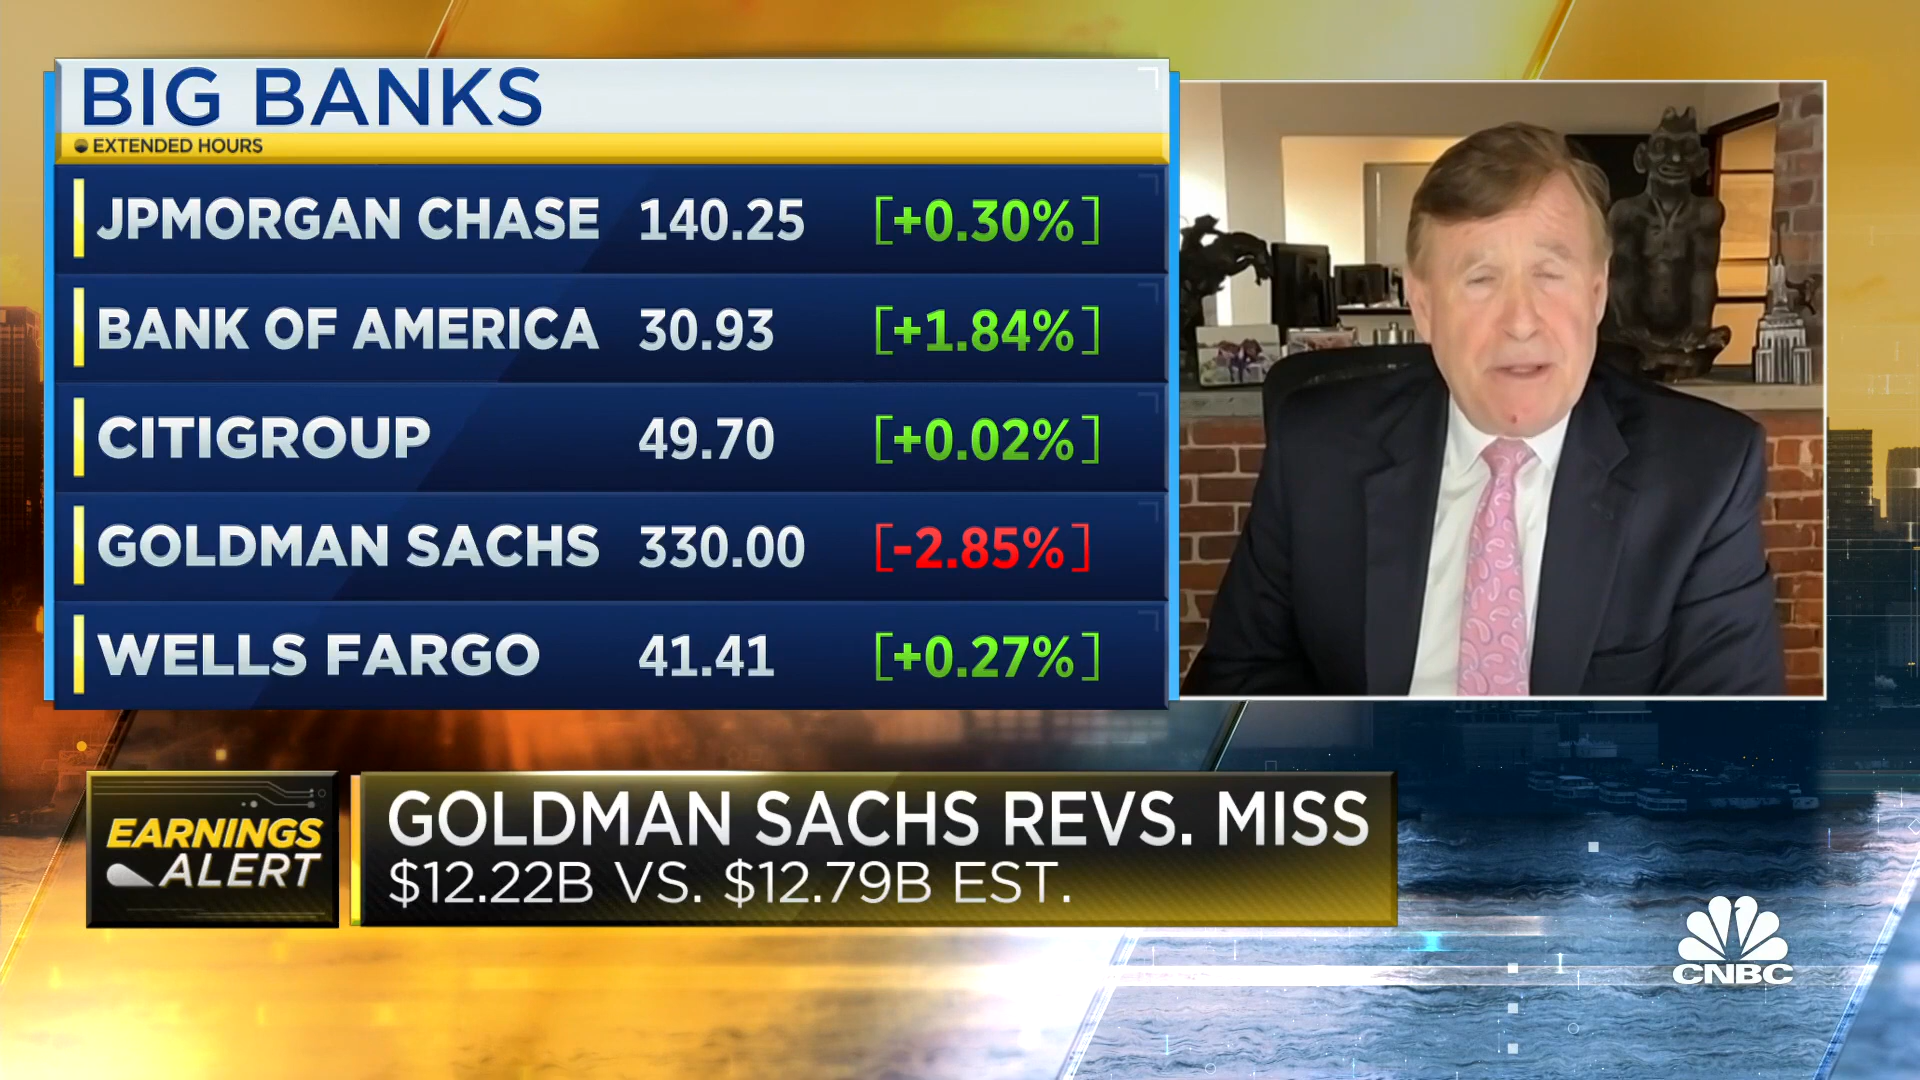 BIG BANKS
EXTENDED HOURS
JPMORGAN CHASE 140.25 [+0.30%]
BANK OF AMERICA 30.93 [+1.84%]
CITIGROUP 49.70 [+0.02%]
GOLDMAN SACHS 330.00 [-2.85%]
WELLS FARGO 41.41 [+0.27%]
EARNINGS
ALERT
GOLDMAN SACHS REVS. MISS
$12.22B VS. $12.79B EST.
CNBC